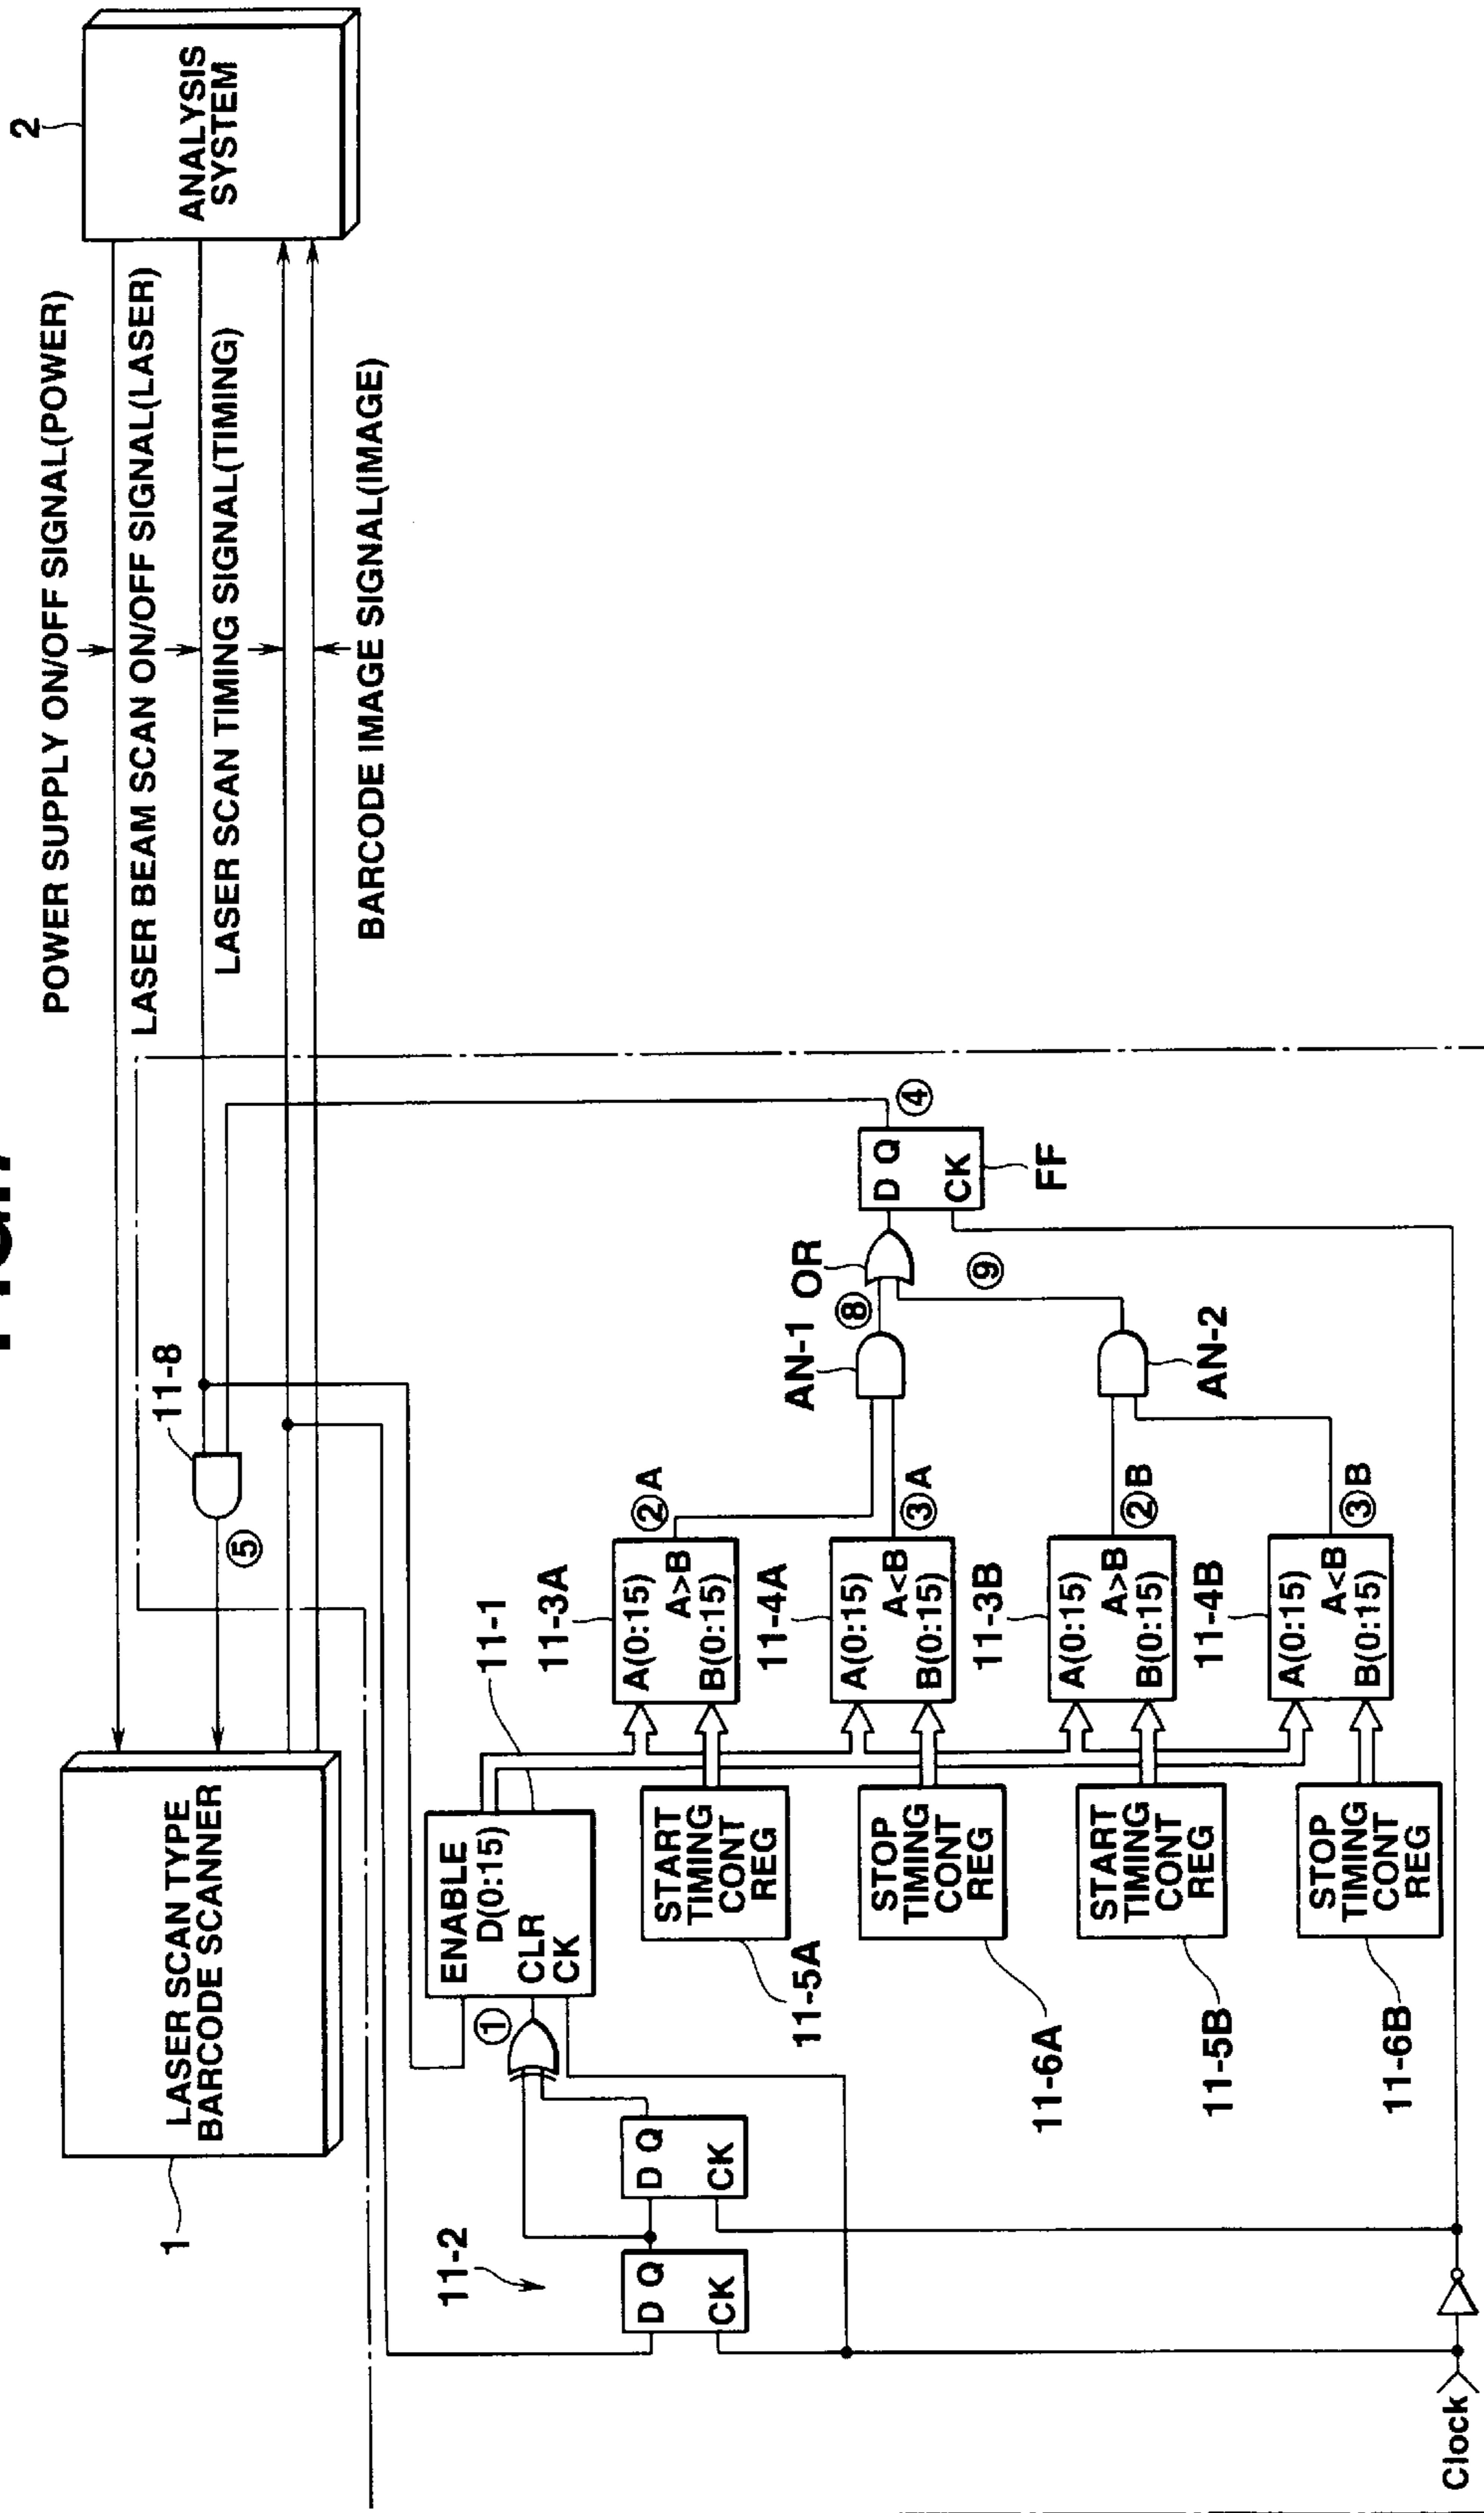 POWER SUPPLY ON/OFF SIGNAL(POWER)
LASER BEAM SCAN ON/OFF SIGNAL(LASER)
LASER SCAN TIMING SIGNAL(TIMING)
BARCODE IMAGE SIGNAL(IMAGE)
1
LASER SCAN TYPE
BARCODE SCANNER
2
ANALYSIS
SYSTEM
11-8
⑤
11-2
D Q
CK
D Q
CK
①
ENABLE
D(0:15)
CLR
CK
11-1
START
TIMING
CONT
REG
11-5A
STOP
TIMING
CONT
REG
11-6A
START
TIMING
CONT
REG
11-5B
STOP
TIMING
CONT
REG
11-6B
11-3A
A(0:15)
A>B
B(0:15)
②A
11-4A
A(0:15)
A<B
B(0:15)
③A
11-3B
A(0:15)
A>B
B(0:15)
②B
11-4B
A(0:15)
A<B
B(0:15)
③B
AN-1
⑧
OR
⑨
AN-2
D Q
CK
④
FF
Clock